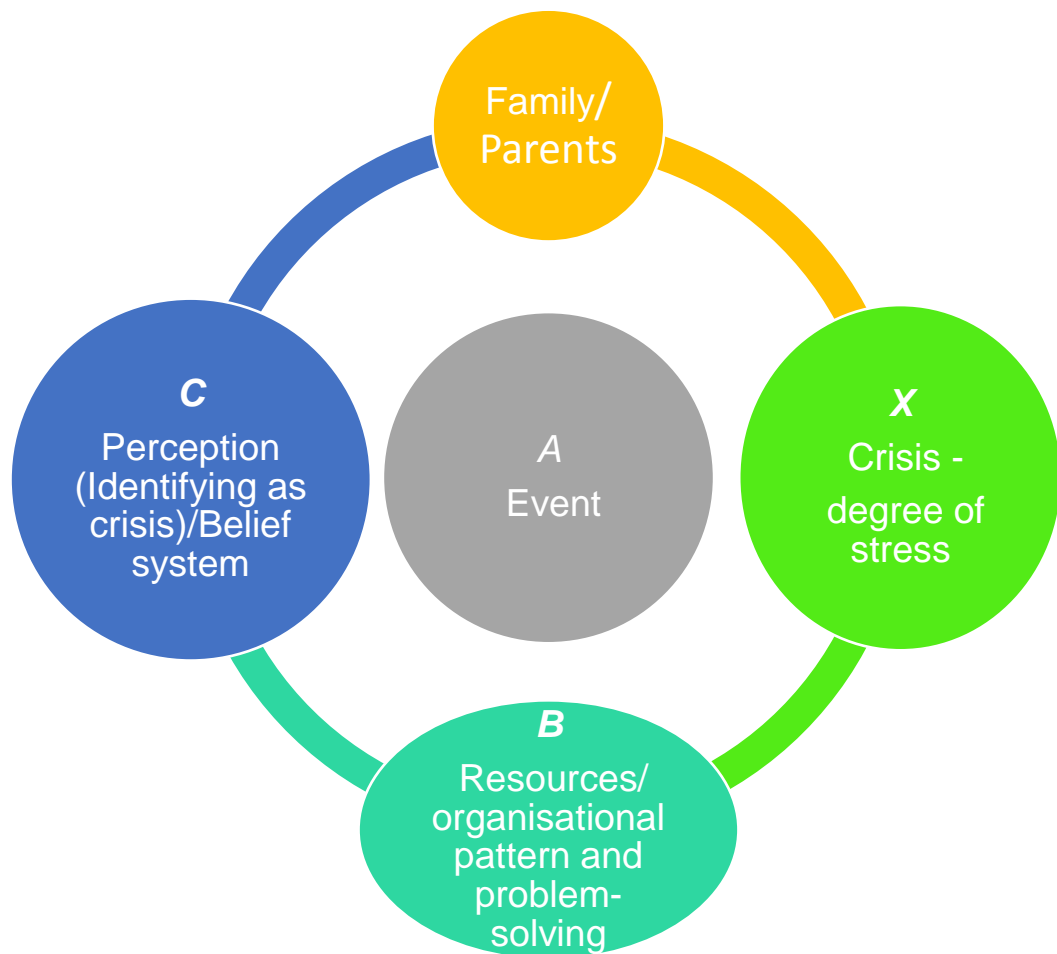 Family/
Parents
C
Perception
(Identifying as
crisis)/Belief
system
A
Event
X
Crisis -
degree of
stress
B
Resources/
organisational
pattern and
problem-
solving